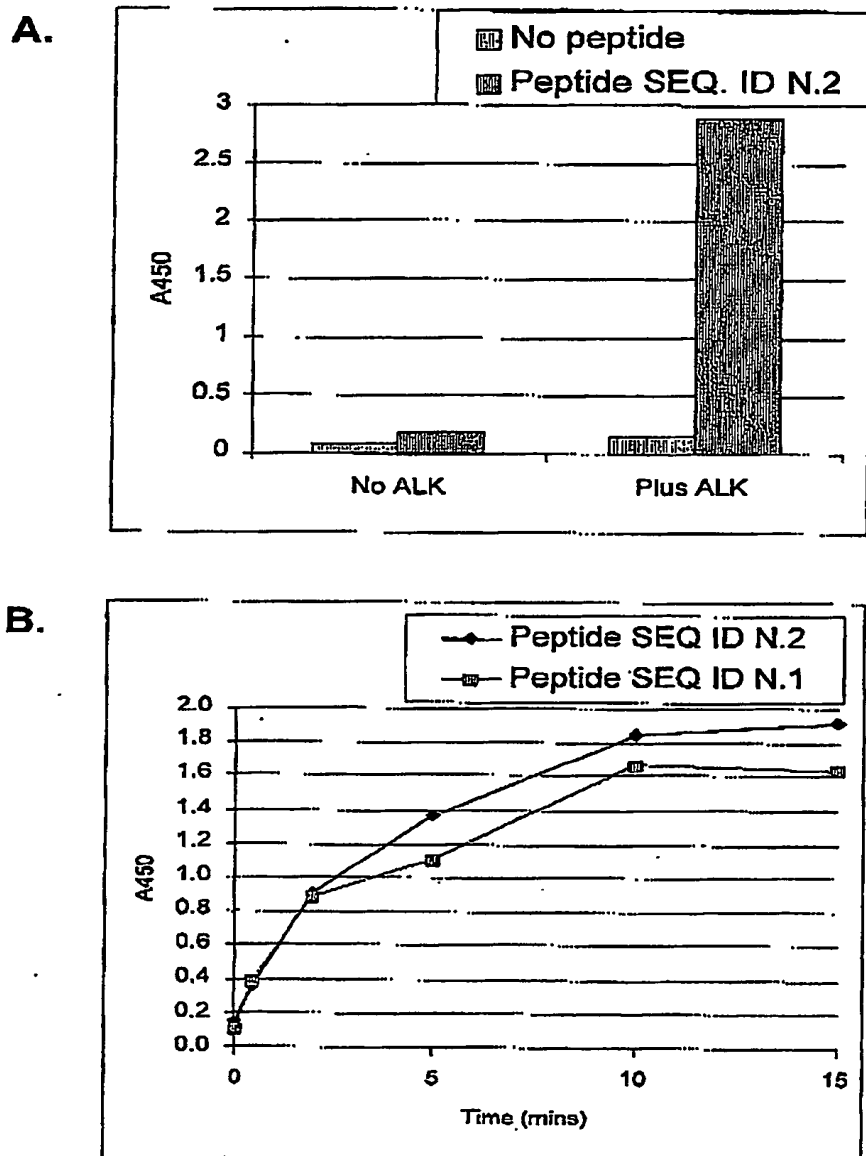 A.
No peptide
Peptide SEQ. ID N.2
3
2.5
2
1.5
1
0.5
0
A450
No ALK
Plus ALK
B.
Peptide SEQ ID N.2
Peptide SEQ ID N.1
2.0
1.8
1.6
1.4
1.2
1.0
0.8
0.6
0.4
0.2
0.0
A450
0
5
10
15
Time (mins)